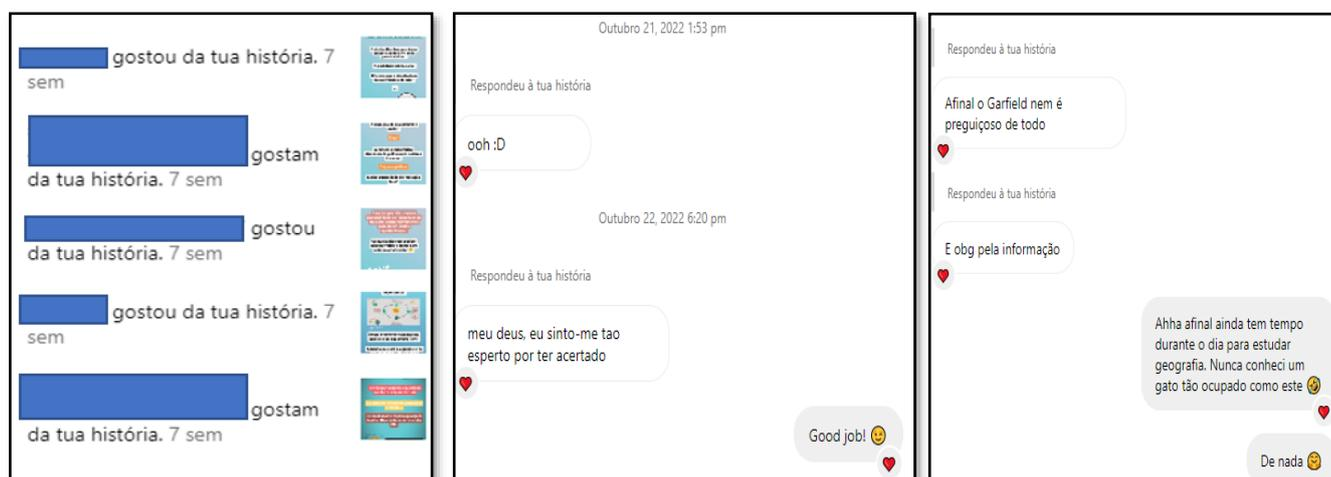 gostou da tua história. 7
sem
gostam
da tua história. 7 sem
gostou
da tua história. 7 sem
gostou da tua história. 7
sem
gostam
da tua história. 7 sem
Outubro 21, 2022 1:53 pm
Respondeu à tua história
ooh :D
Outubro 22, 2022 6:20 pm
Respondeu à tua história
meu deus, eu sinto-me tao
esperto por ter acertado
Good job! 😉
Respondeu à tua história
Afinal o Garfield nem é
preguiçoso de todo
Respondeu à tua história
E obg pela informação
Ahha afinal ainda tem tempo
durante o dia para estudar
geografia. Nunca conheci um
gato tão ocupado como este 🤣
De nada 🤗